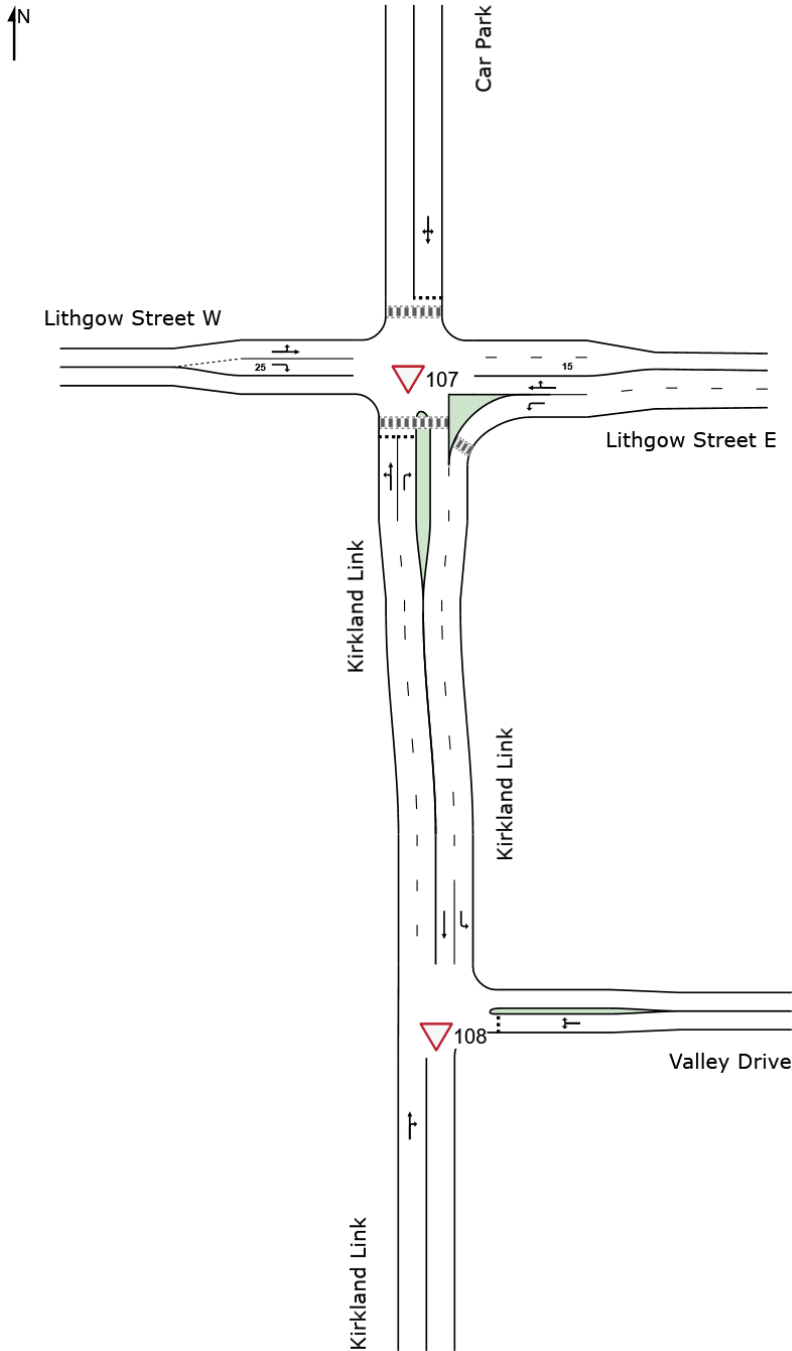 N
Car Park
Lithgow Street W
25
15
107
Lithgow Street E
Kirkland Link
Kirkland Link
108
Valley Drive
Kirkland Link